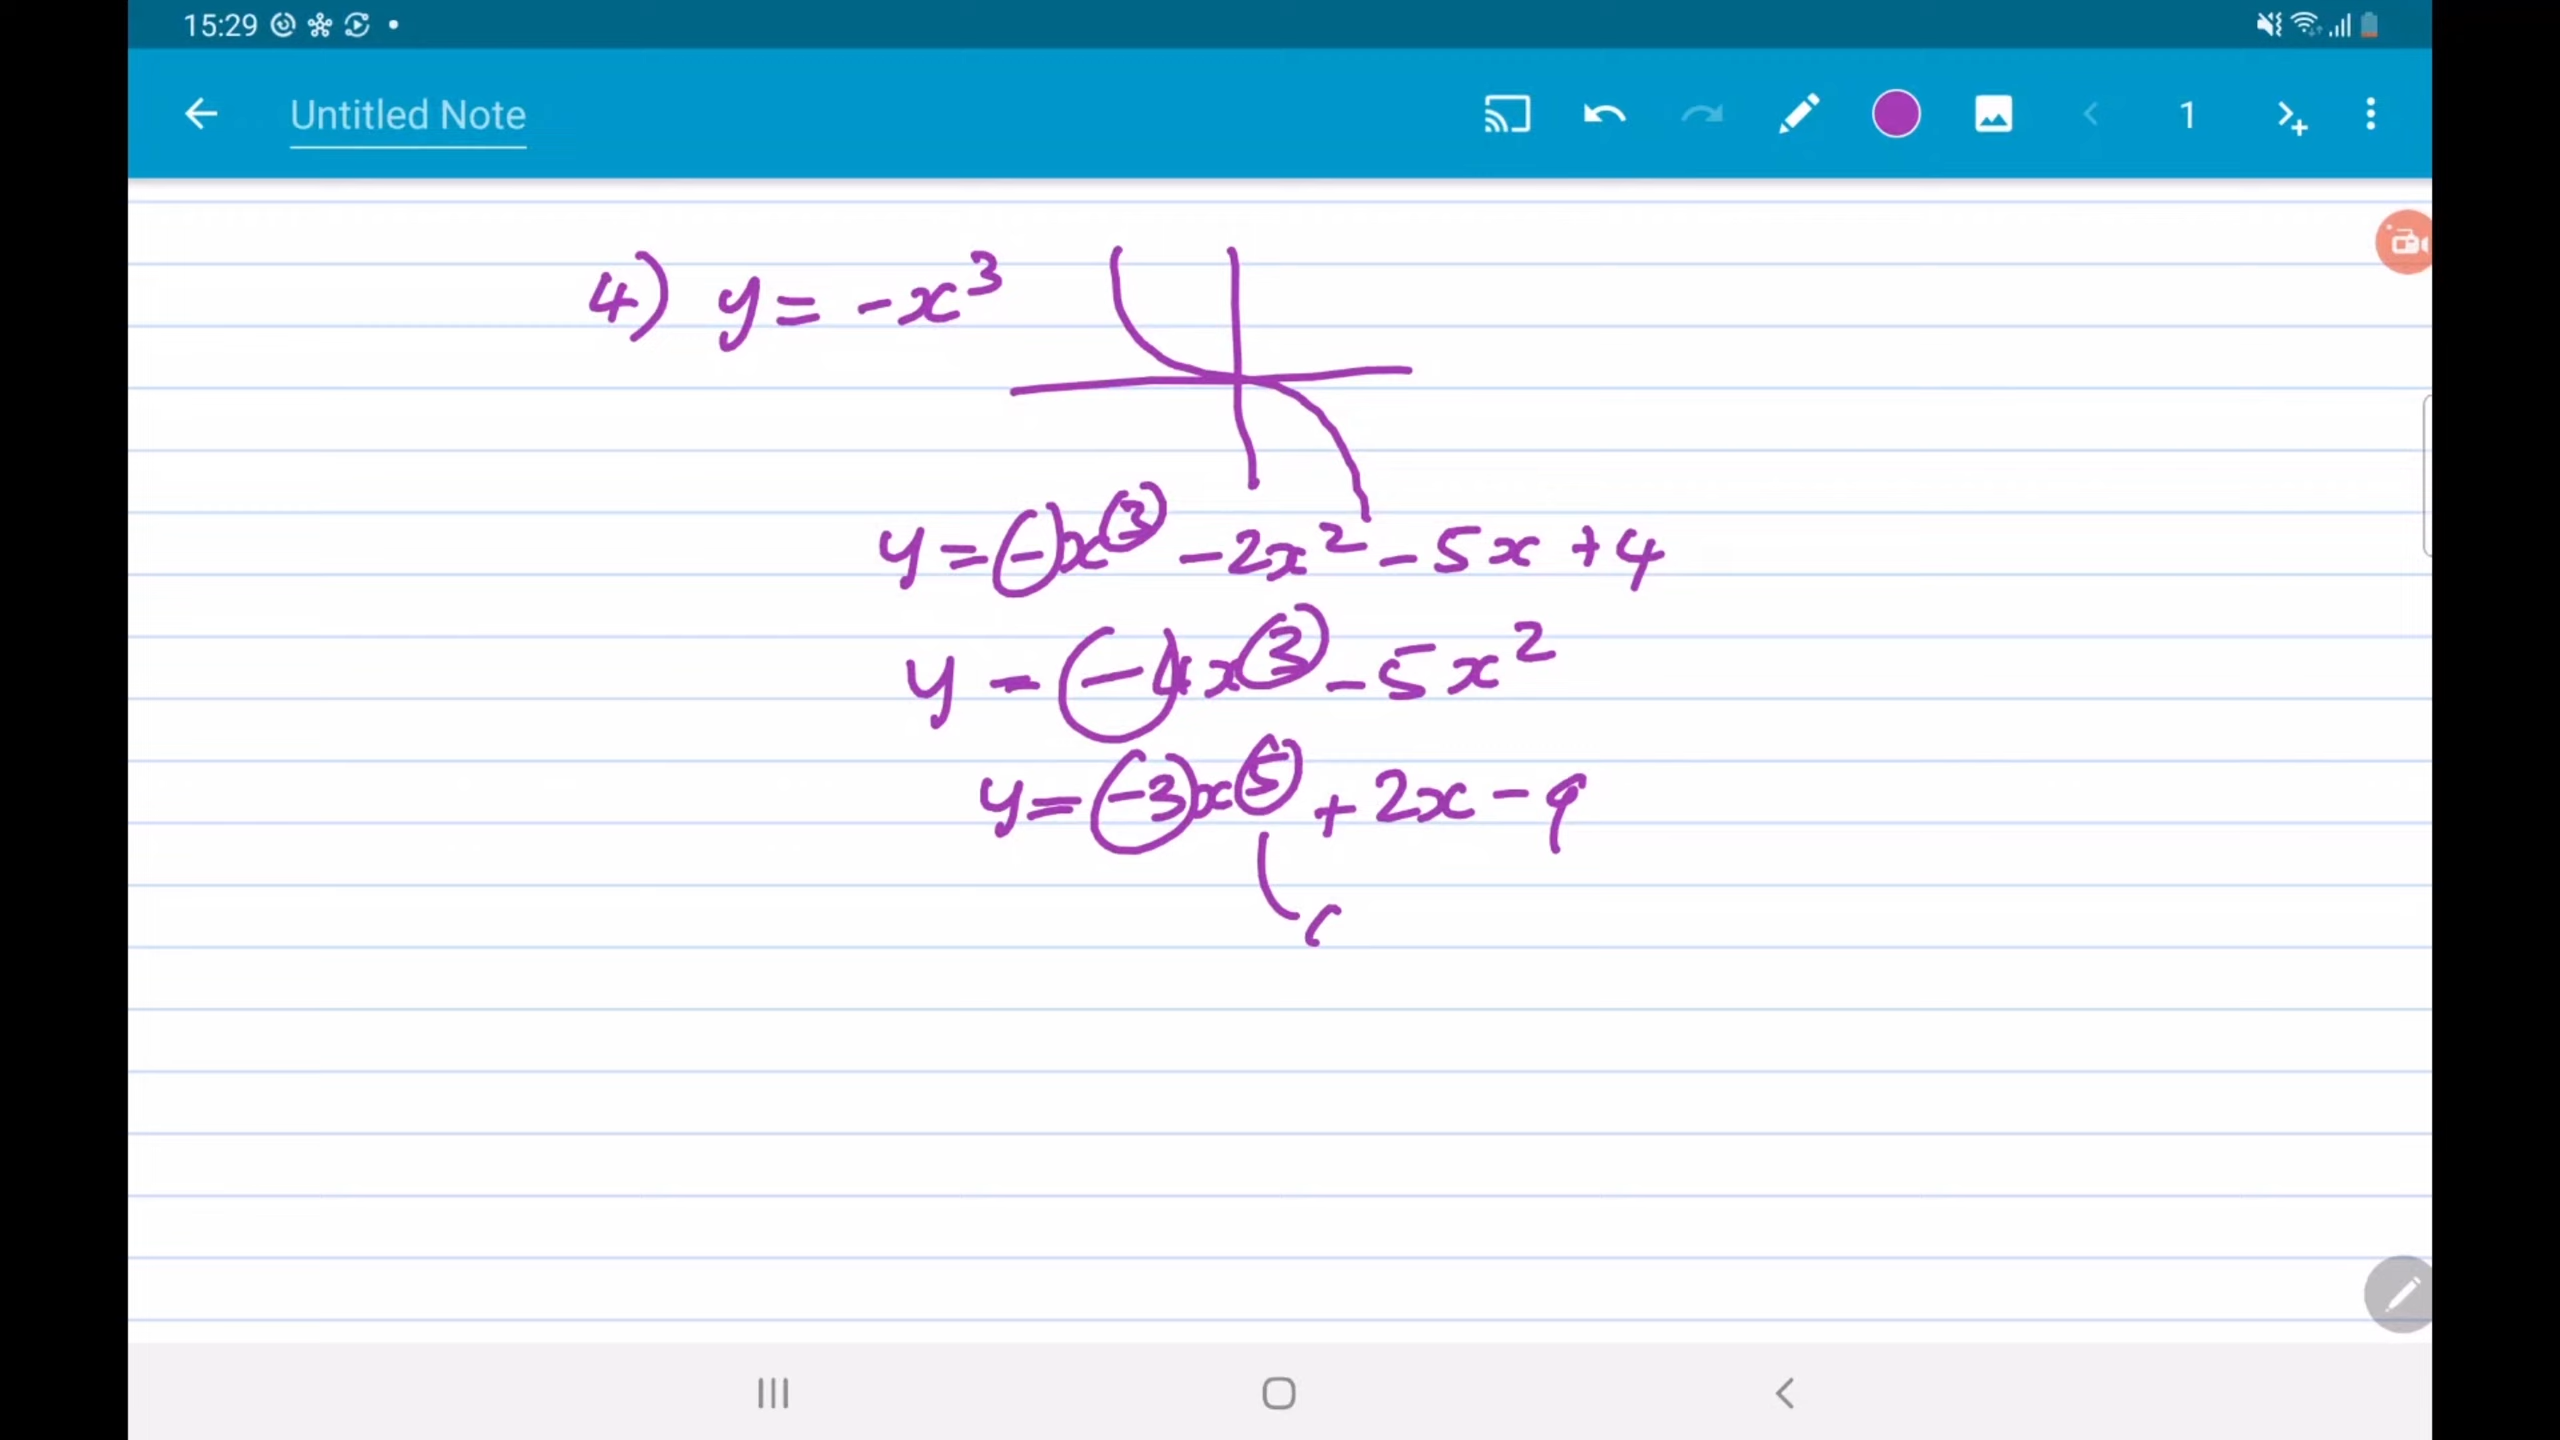 15:29
Untitled Note
1
4) y = -x³
y = -x³ - 2x² - 5x + 4
y = -4x³ - 5x²
y = -3x⁵ + 2x - 9